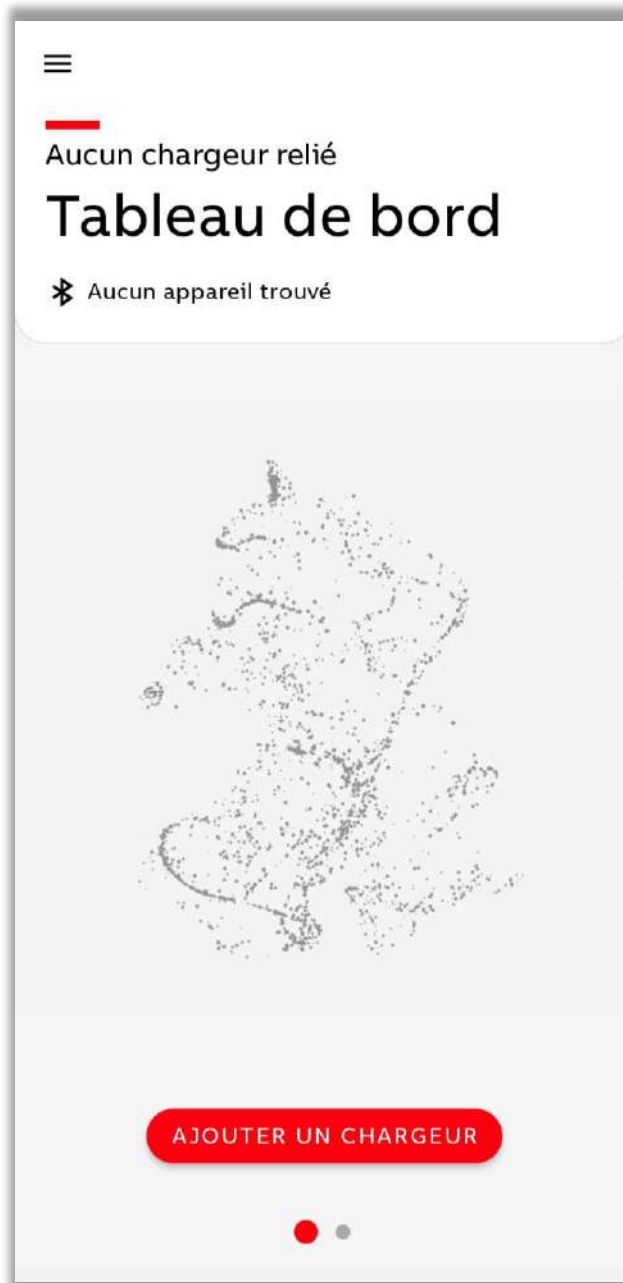 Aucun chargeur relié
Tableau de bord
Aucun appareil trouvé
AJOUTER UN CHARGEUR